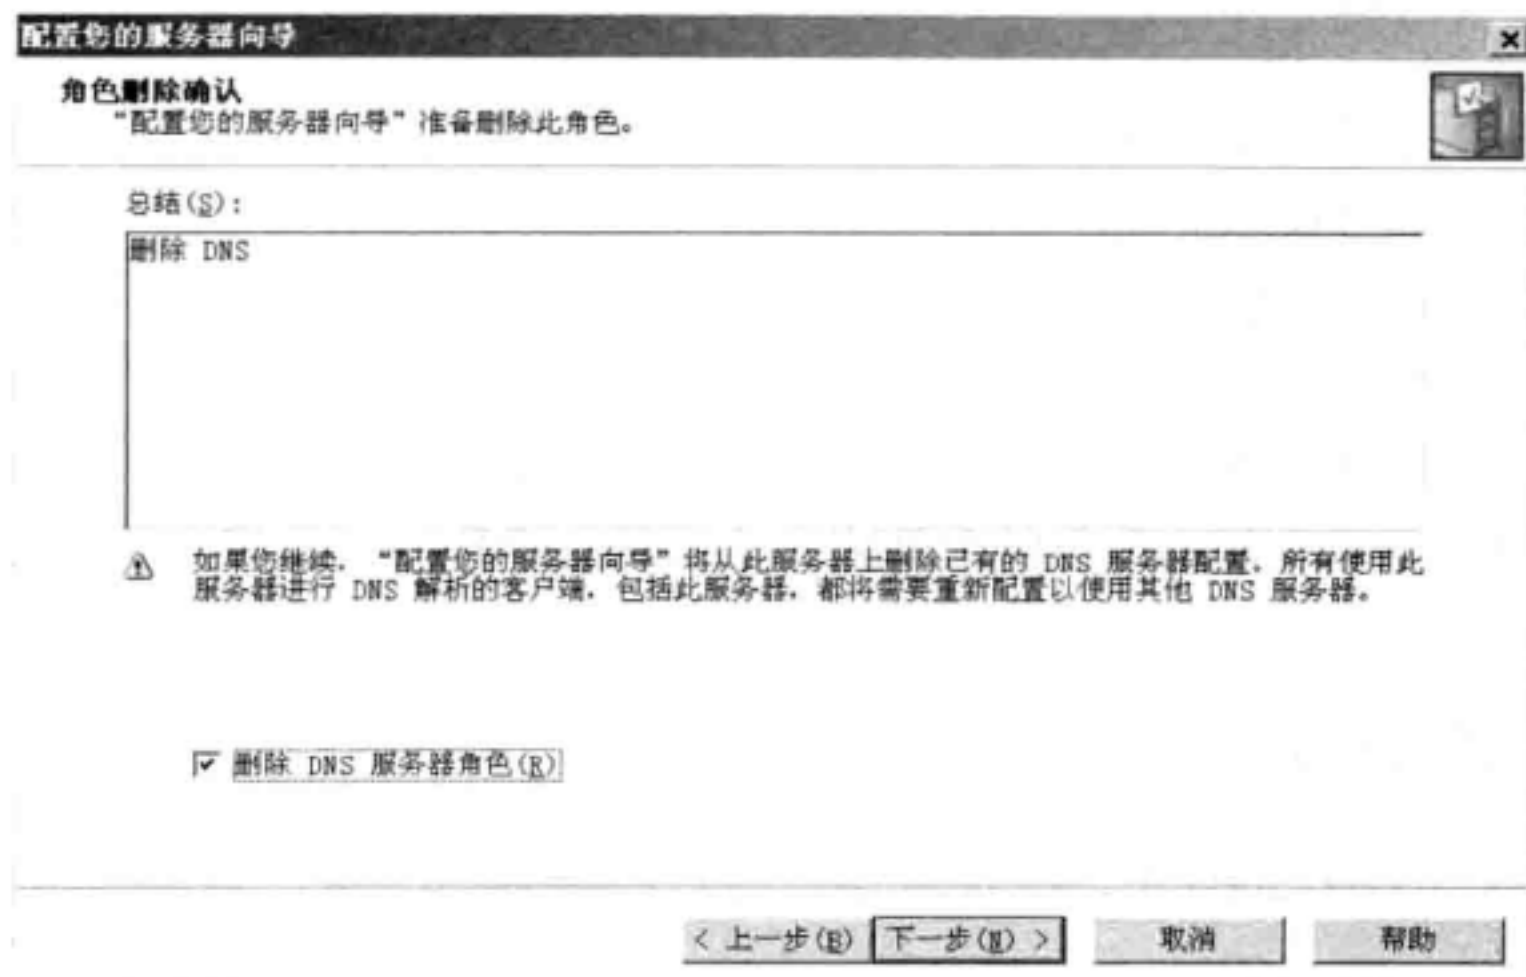 配置您的服务器向导
角色删除确认
“配置您的服务器向导”准备删除此角色。
总结(S):
删除 DNS
如果您继续，“配置您的服务器向导”将从此服务器上删除已有的 DNS 服务器配置。所有使用此
服务器进行 DNS 解析的客户端，包括此服务器，都将需要重新配置以使用其他 DNS 服务器。
删除 DNS 服务器角色(R)
< 上一步(B) 下一步(N) > 取消 帮助